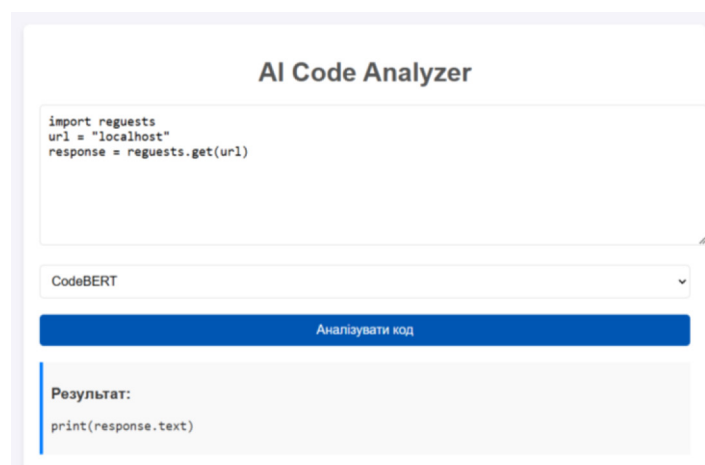 AI Code Analyzer
import reguests
url = "localhost"
response = reguests.get(url)
CodeBERT
Аналізувати код
Результат:
print(response.text)